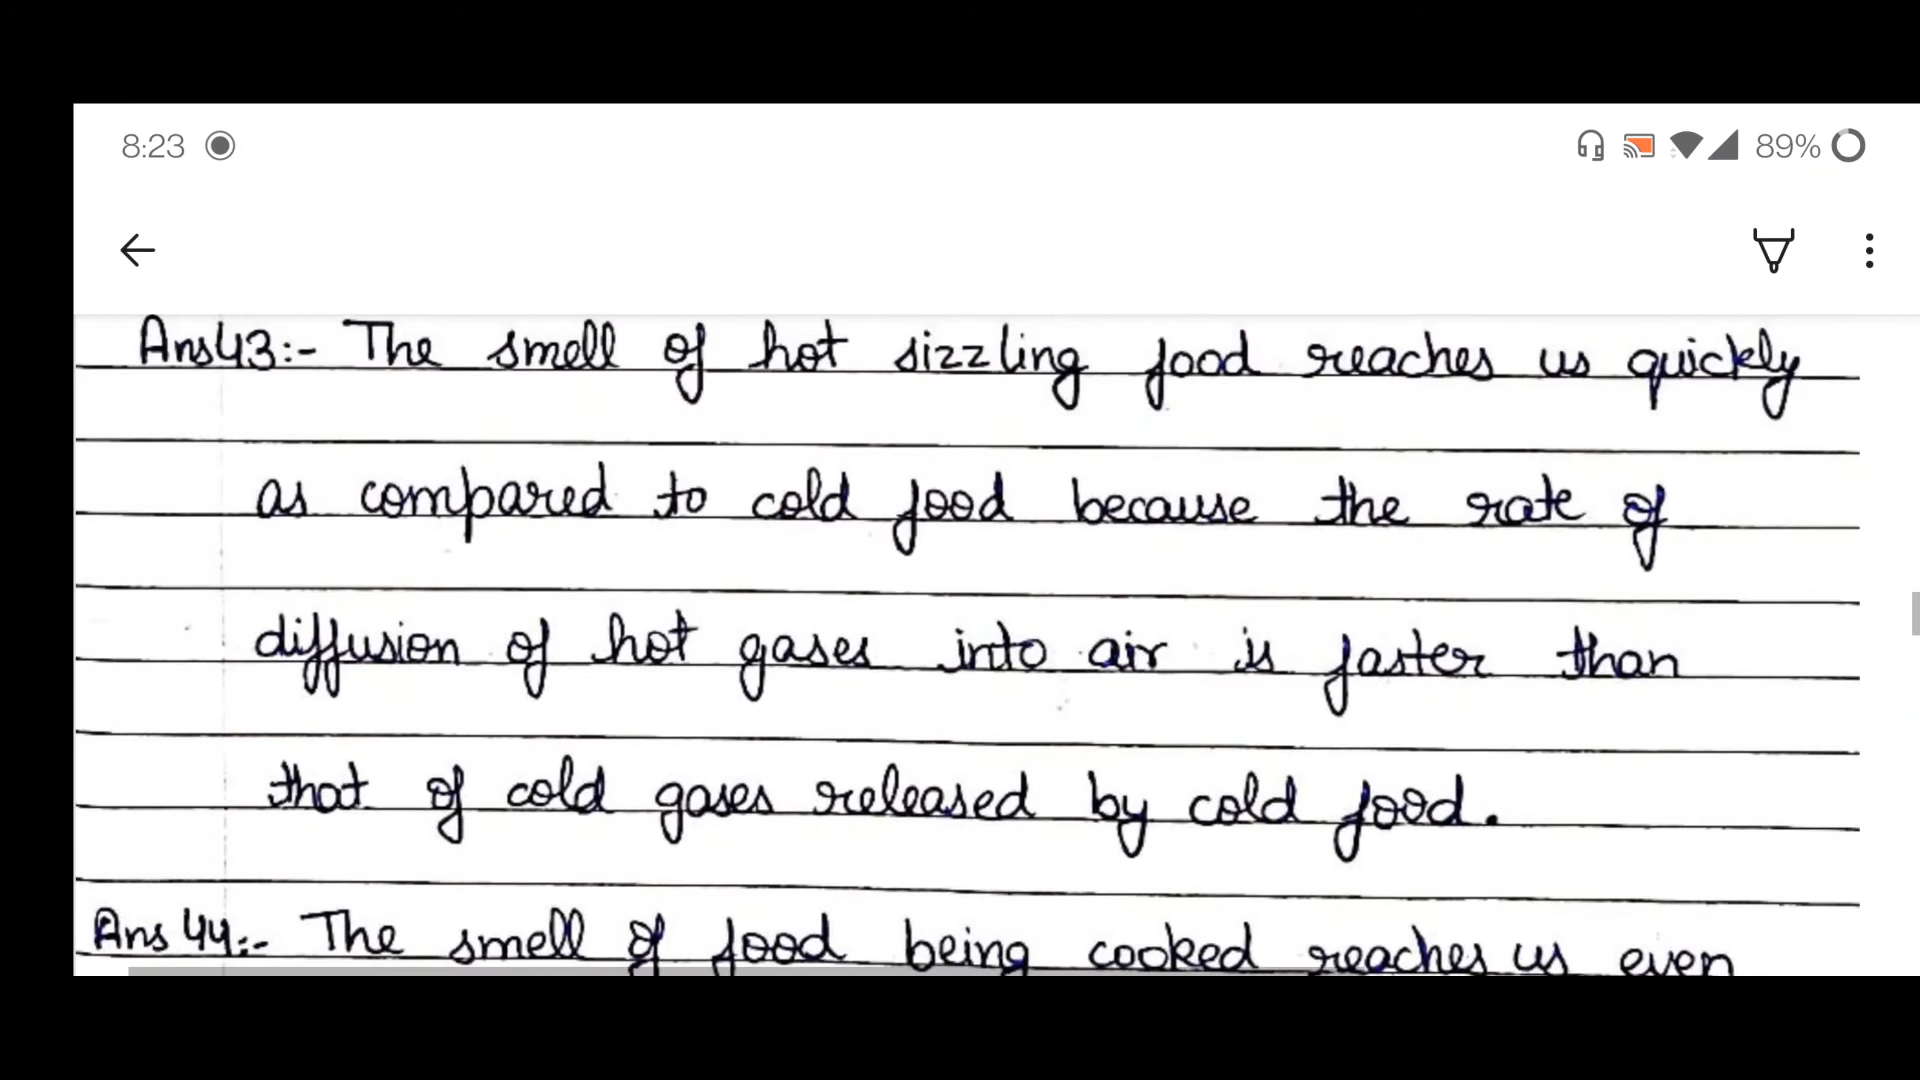 8:23 89%
Ans43:- The smell of hot sizzling food reaches us quickly
as compared to cold food because the rate of
diffusion of hot gases into air is faster than
that of cold gases released by cold food.
Ans 44:- The smell of food being cooked reaches us even